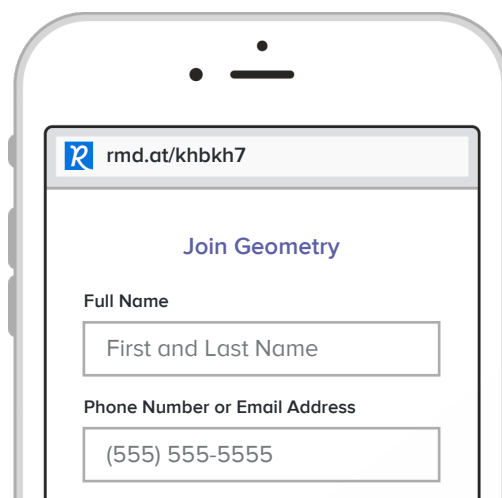 rmd.at/khbkh7
Join Geometry
Full Name
First and Last Name
Phone Number or Email Address
(555) 555-5555